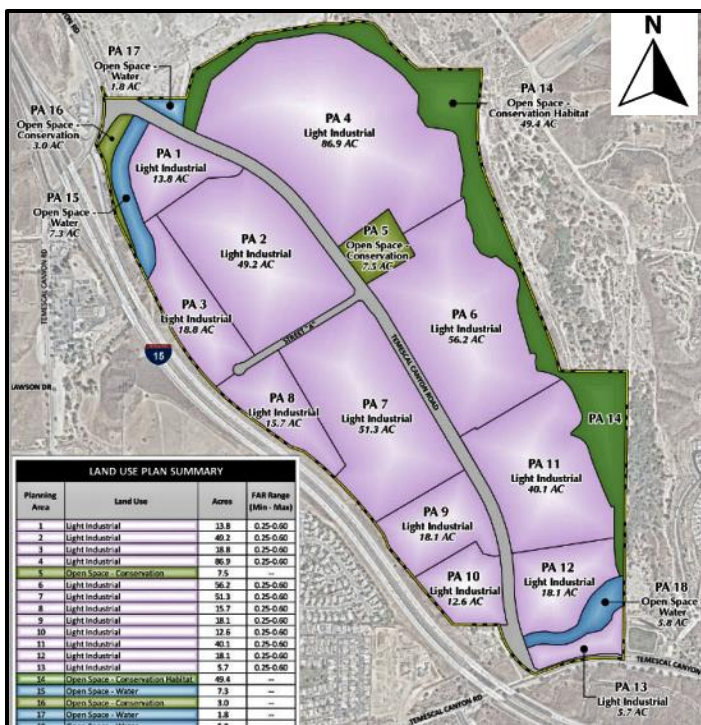 N
PA 17
Open Space -
Water
1.8 AC
PA 16
Open Space -
Conservation
3.0 AC
PA 15
Open Space -
Water
7.3 AC
PA 14
Open Space -
Conservation Habitat
49.4 AC
PA 4
Light Industrial
86.9 AC
PA 1
Light Industrial
13.8 AC
PA 2
Light Industrial
49.2 AC
PA 5
Open Space -
Conservation
7.5 AC
PA 3
Light Industrial
18.8 AC
PA 6
Light Industrial
56.2 AC
STREET "A"
TEMESCAL CANYON ROAD
TEMESCAL CANYON RD
15
LAWSON DR
PA 8
Light Industrial
15.7 AC
PA 7
Light Industrial
51.3 AC
PA 14
PA 11
Light Industrial
40.1 AC
PA 9
Light Industrial
18.1 AC
PA 10
Light Industrial
12.6 AC
PA 12
Light Industrial
18.1 AC
PA 18
Open Space -
Water
5.8 AC
PA 13
Light Industrial
5.7 AC
TEMESCAL CANYON
TEMESCAL CANYON RD
LAND USE PLAN SUMMARY
Planning Area Land Use Acres FAR Range (Min - Max)
1 Light Industrial 13.8 0.25-0.60
2 Light Industrial 49.2 0.25-0.60
3 Light Industrial 18.8 0.25-0.60
4 Light Industrial 86.9 0.25-0.60
5 Open Space - Conservation 7.5 --
6 Light Industrial 56.2 0.25-0.60
7 Light Industrial 51.3 0.25-0.60
8 Light Industrial 15.7 0.25-0.60
9 Light Industrial 18.1 0.25-0.60
10 Light Industrial 12.6 0.25-0.60
11 Light Industrial 40.1 0.25-0.60
12 Light Industrial 18.1 0.25-0.60
13 Light Industrial 5.7 0.25-0.60
14 Open Space - Conservation Habitat 49.4 --
15 Open Space - Water 7.3 --
16 Open Space - Conservation 3.0 --
17 Open Space - Water 1.8 --